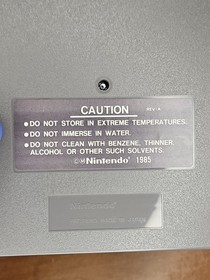 CAUTION REV-A
• DO NOT STORE IN EXTREME TEMPERATURES.
• DO NOT IMMERSE IN WATER.
• DO NOT CLEAN WITH BENZENE, THINNER,
ALCOHOL OR OTHER SUCH SOLVENTS.
©Nintendo® 1985